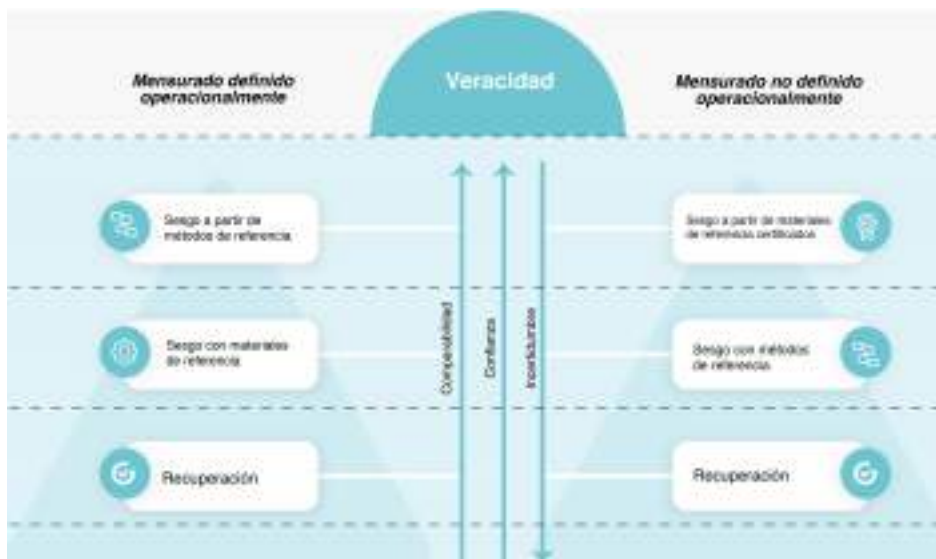 Veracidad
Mensurado definido
operacionalmente
Mensurado no definido
operacionalmente
Sesgo a partir de
métodos de referencia
Sesgo a partir de materiales
de referencia certificados
Sesgo con materiales
de referencia
Sesgo con métodos
de referencia
Comparabilidad
Confianza
Incertidumbre
Recuperación
Recuperación